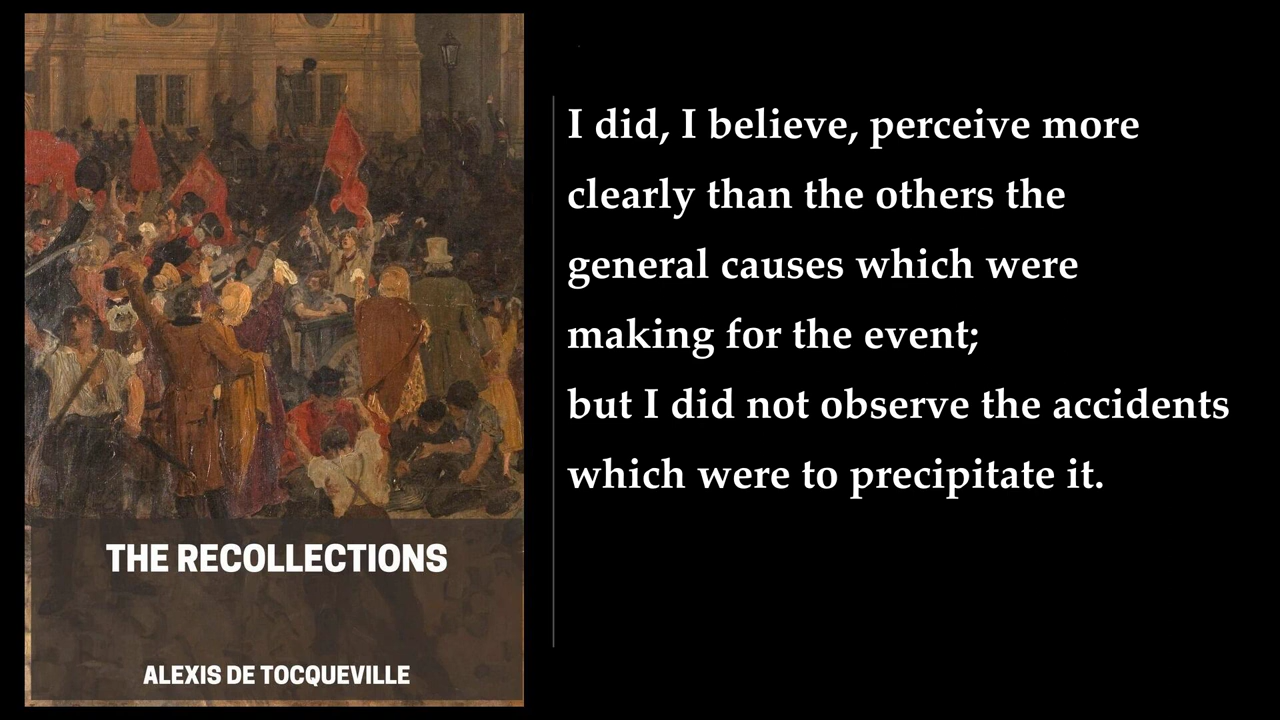 THE RECOLLECTIONS
ALEXIS DE TOCQUEVILLE
I did, I believe, perceive more
clearly than the others the
general causes which were
making for the event;
but I did not observe the accidents
which were to precipitate it.